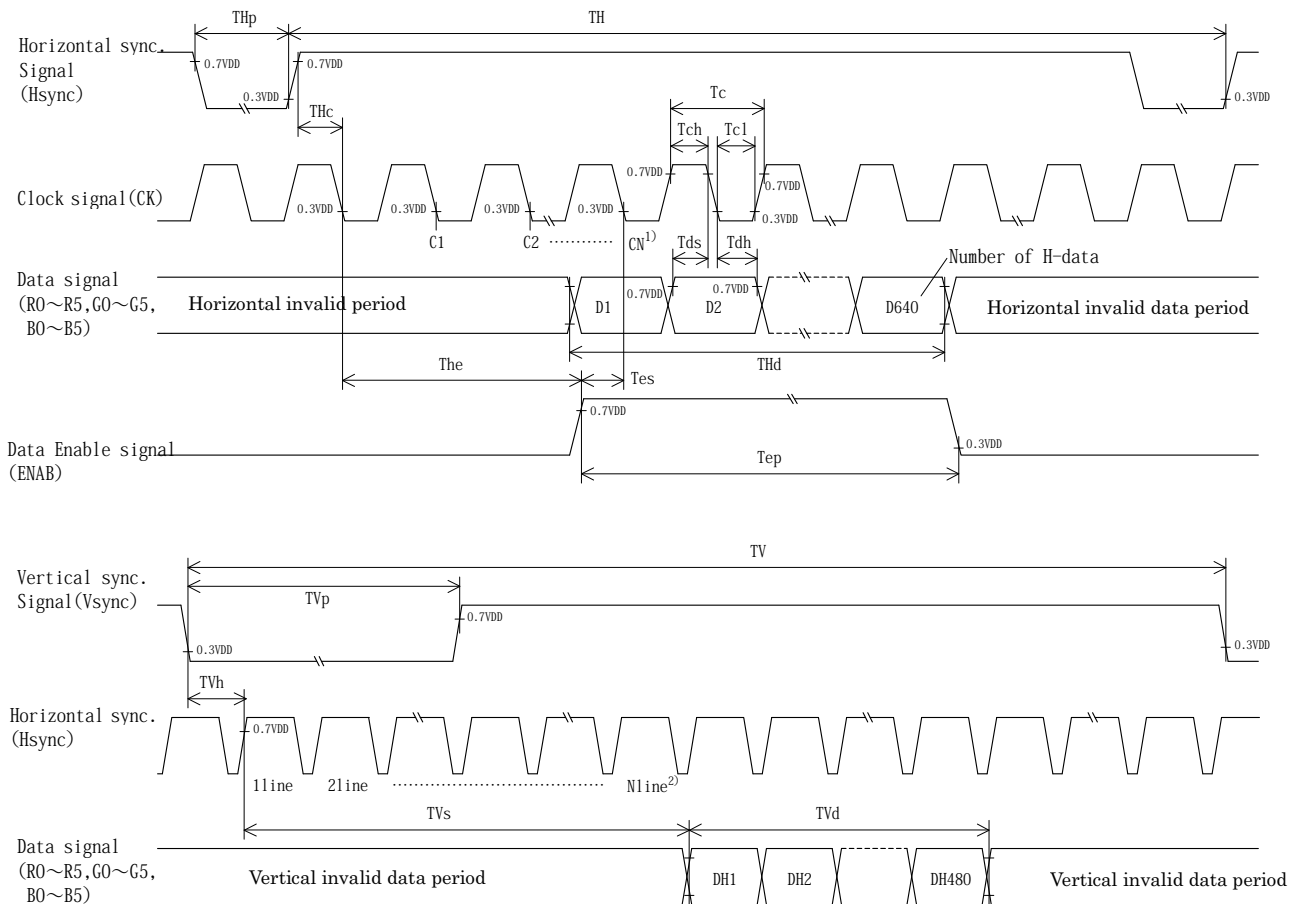 THp
TH
Horizontal sync.
Signal
(Hsync)
0.7VDD
0.7VDD
0.3VDD
0.3VDD
THc
Tc
Tch
Tcl
Clock signal(CK)
0.7VDD
0.7VDD
0.3VDD
0.3VDD
0.3VDD
0.3VDD
0.3VDD
C1
C2
············
CN1)
Tds
Tdh
Number of H-data
Data signal
(R0～R5,G0～G5,
B0～B5)
Horizontal invalid period
D1
0.7VDD
D2
0.7VDD
D640
Horizontal invalid data period
THd
The
Tes
0.7VDD
Data Enable signal
(ENAB)
0.3VDD
Tep
TV
Vertical sync.
Signal(Vsync)
TVp
0.7VDD
0.3VDD
0.3VDD
TVh
Horizontal sync.
(Hsync)
0.7VDD
1line
2line
····································
Nline2)
TVs
TVd
Data signal
(R0～R5,G0～G5,
B0～B5)
Vertical invalid data period
DH1
DH2
DH480
Vertical invalid data period